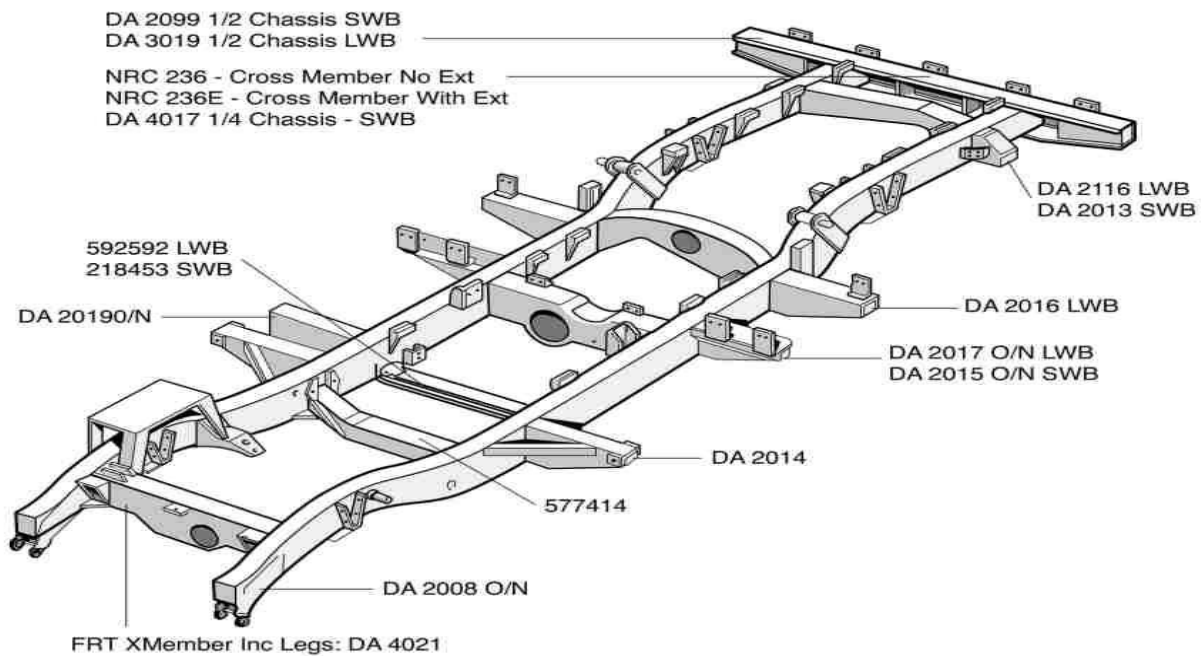 DA 2099 1/2 Chassis SWB
DA 3019 1/2 Chassis LWB
NRC 236 - Cross Member No Ext
NRC 236E - Cross Member With Ext
DA 4017 1/4 Chassis - SWB
DA 2116 LWB
DA 2013 SWB
592592 LWB
218453 SWB
DA 20190/N
DA 2016 LWB
DA 2017 O/N LWB
DA 2015 O/N SWB
DA 2014
577414
DA 2008 O/N
FRT XMember Inc Legs: DA 4021